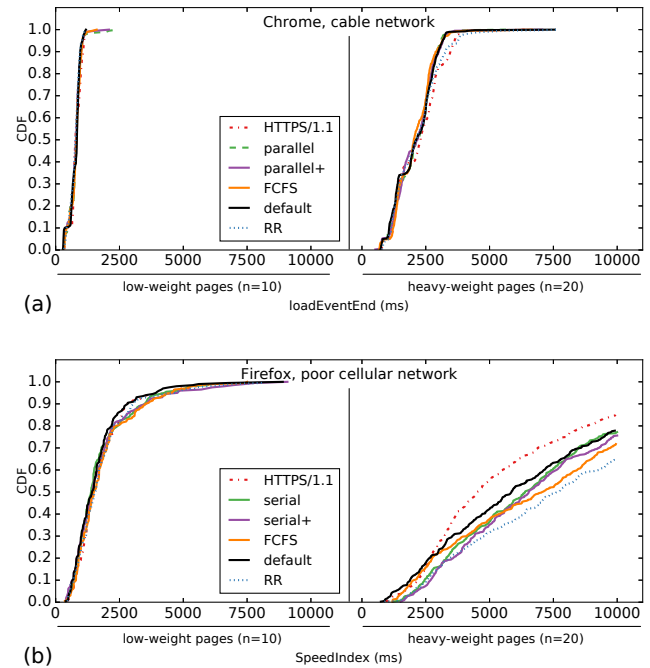 Chrome, cable network
CDF
1.0
0.9
0.8
0.7
0.6
0.5
0.4
0.3
0.2
0.1
0.0
HTTPS/1.1
parallel
parallel+
FCFS
default
RR
0 2500 5000 7500 10000 0 2500 5000 7500 10000
low-weight pages (n=10) heavy-weight pages (n=20)
(a) loadEventEnd (ms)
Firefox, poor cellular network
CDF
1.0
0.9
0.8
0.7
0.6
0.5
0.4
0.3
0.2
0.1
0.0
HTTPS/1.1
serial
serial+
FCFS
default
RR
0 2500 5000 7500 10000 0 2500 5000 7500 10000
low-weight pages (n=10) heavy-weight pages (n=20)
(b) SpeedIndex (ms)